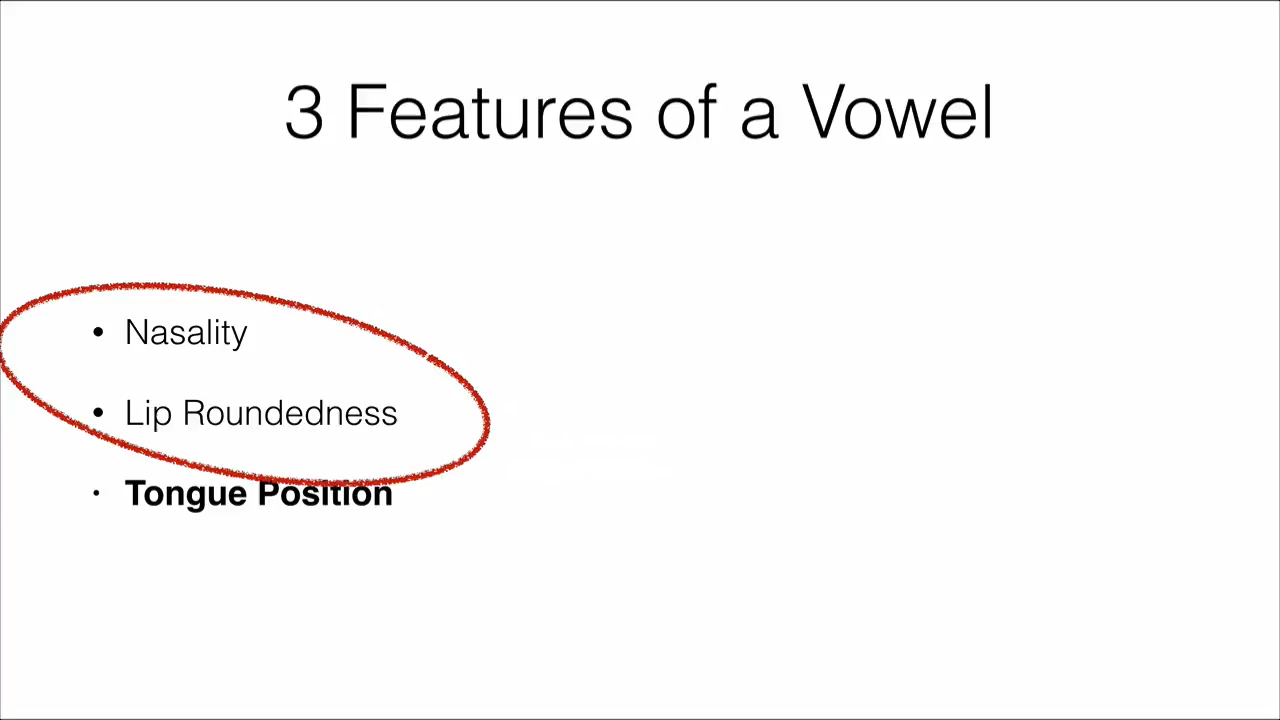 3 Features of a Vowel
• Nasality
• Lip Roundedness
• Tongue Position